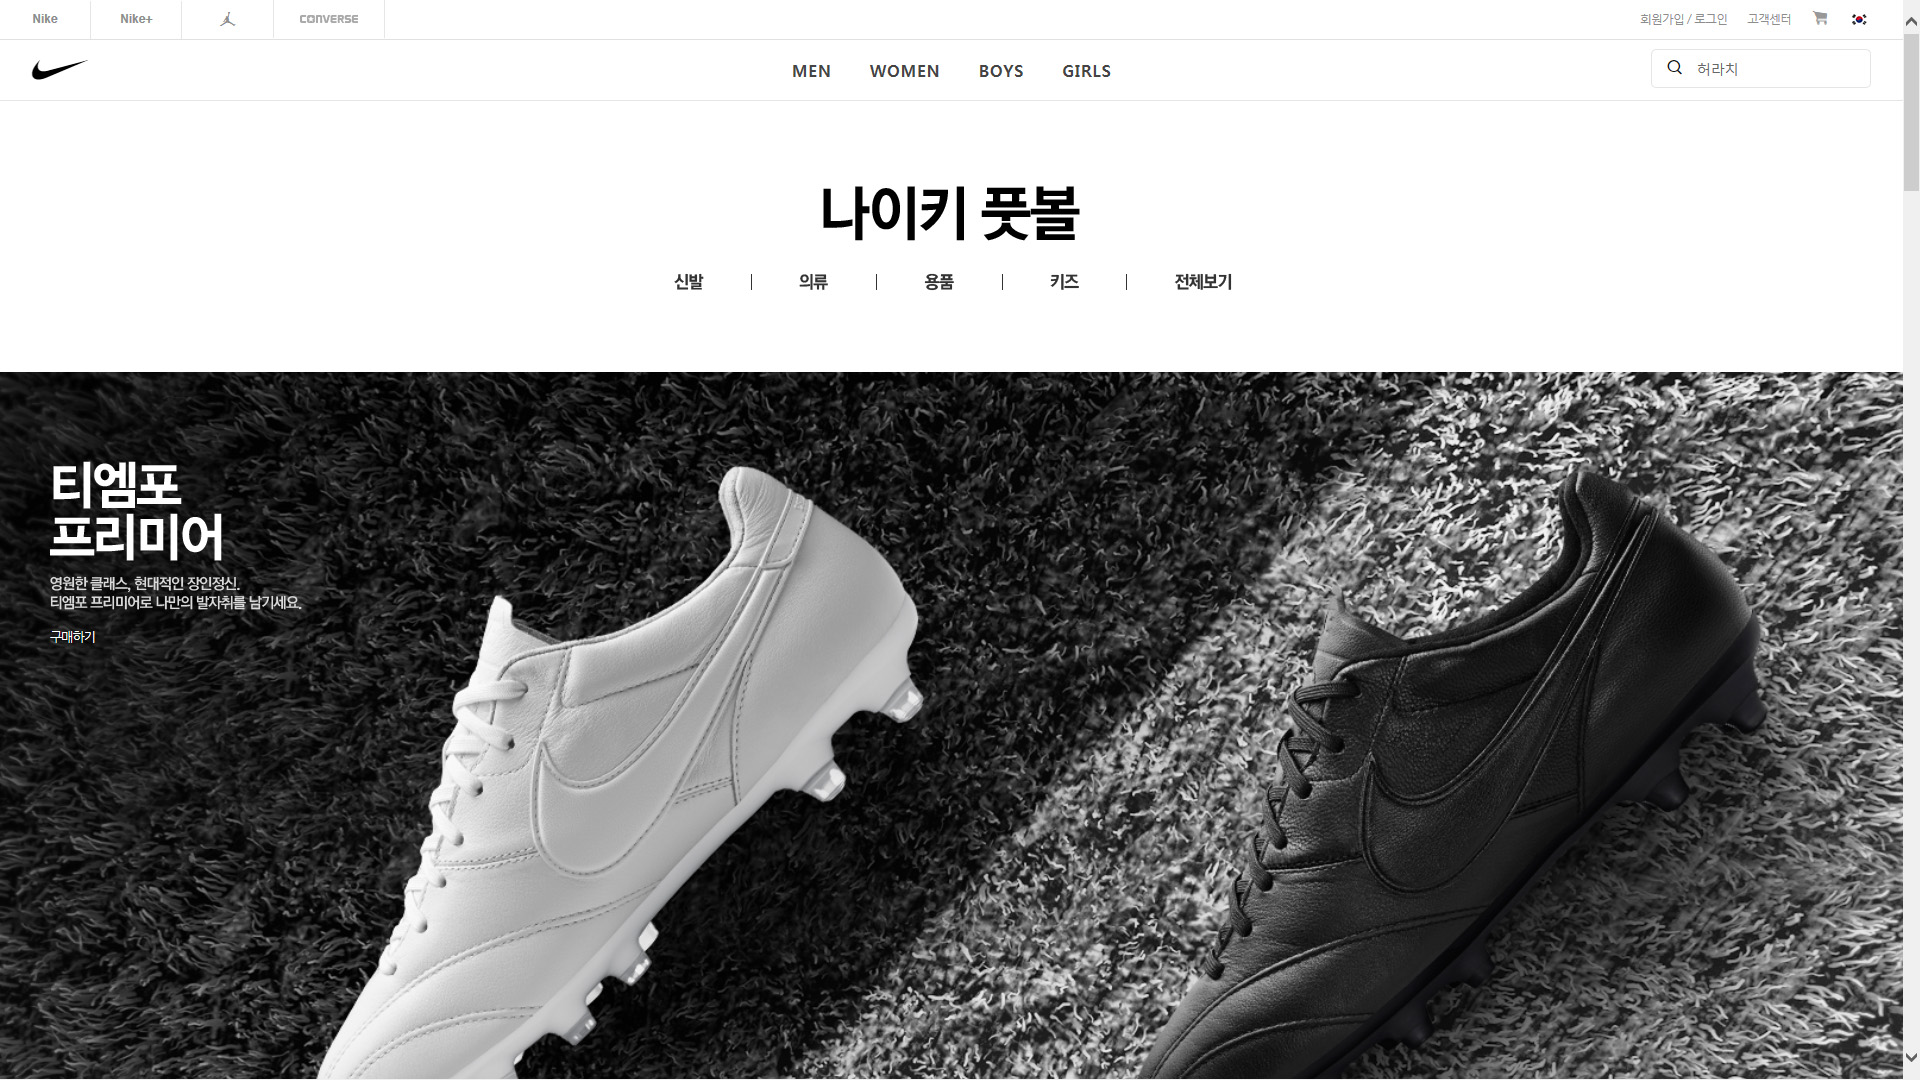 Nike
Nike+
CONVERSE
회원가입 / 로그인
고객센터
MEN
WOMEN
BOYS
GIRLS
허라치
나이키 풋볼
신발
의류
용품
키즈
전체보기
티엠포
프리미어
영원한 클래스, 현대적인 장인정신.
티엠포 프리미어로 나만의 발자취를 남기세요.
구매하기